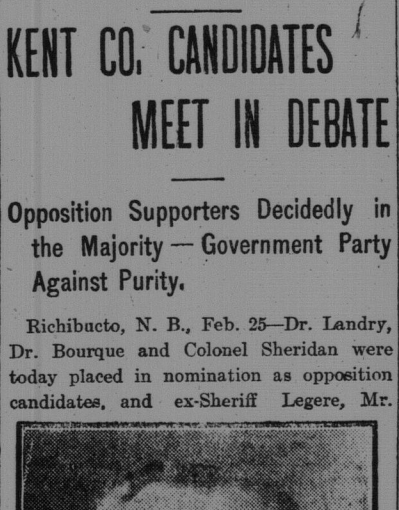 KENT CO. CANDIDATES
MEET IN DEBATE
Opposition Supporters Decidedly in
the Majority — Government Party
Against Purity.
Richibucto, N. B., Feb. 25—Dr. Landry,
Dr. Bourque and Colonel Sheridan were
today placed in nomination as opposition
candidates, and ex-Sheriff Legere, Mr.